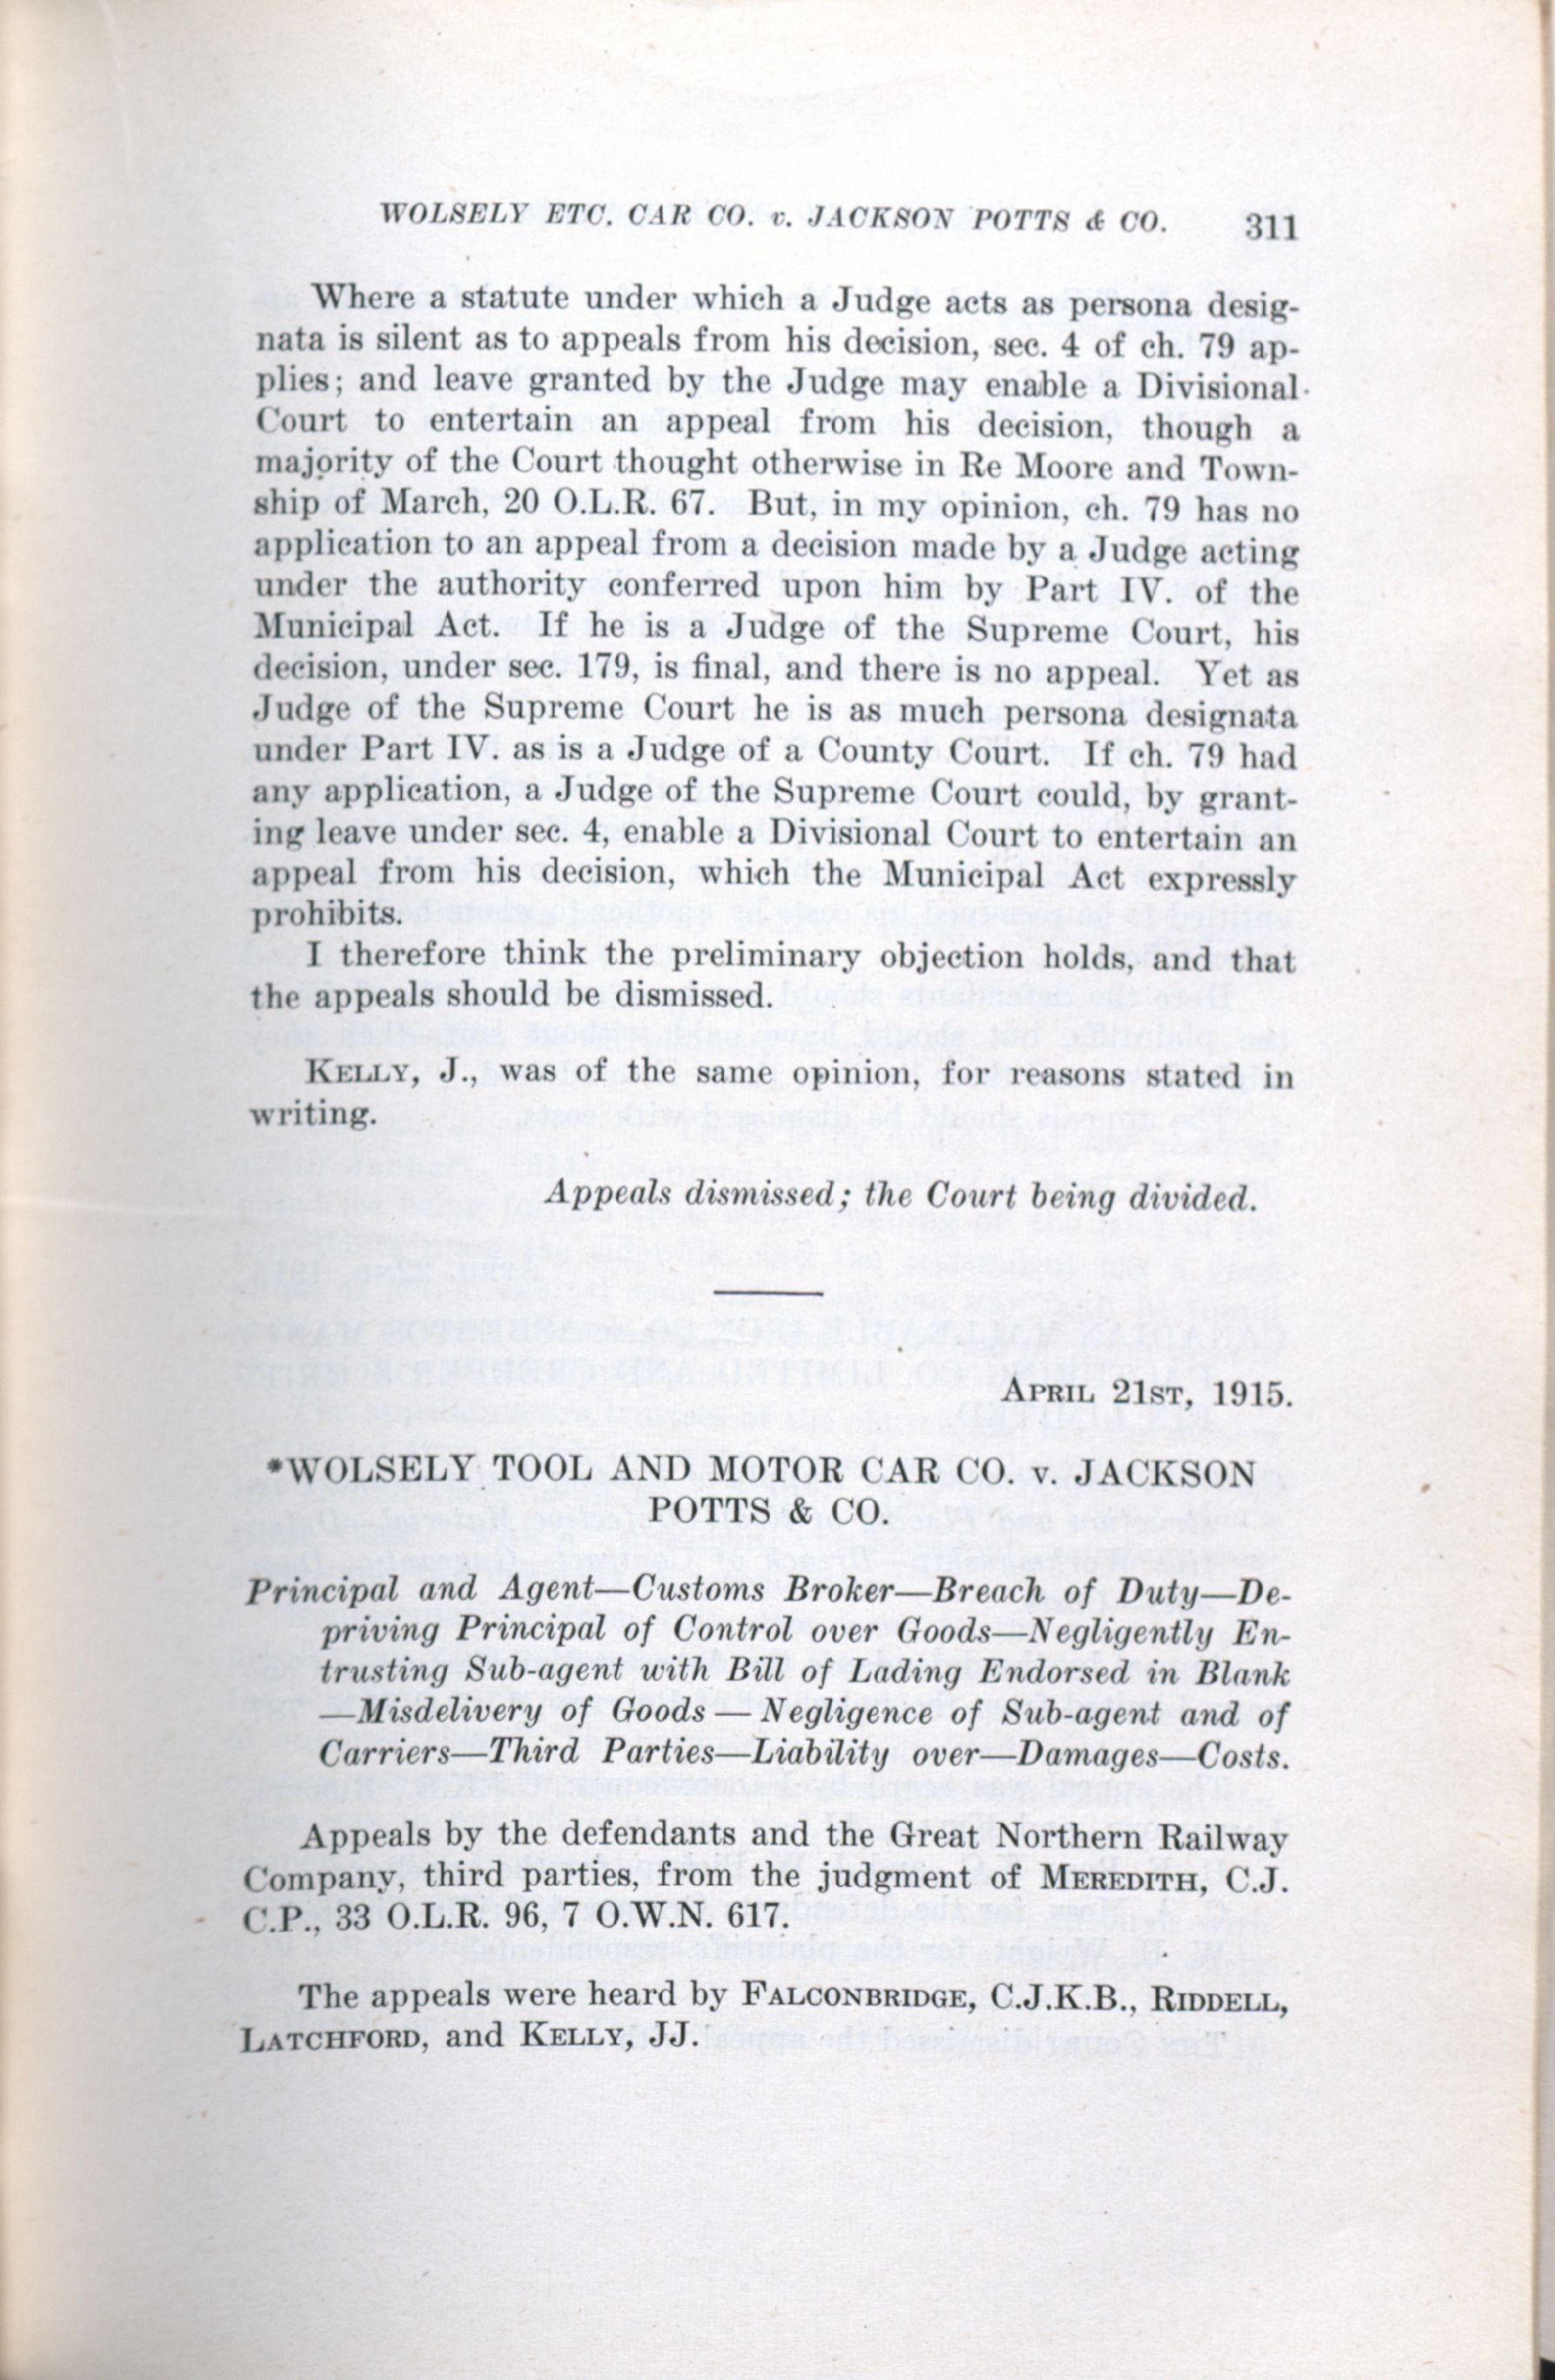 WOLSELY ETC. CAR CO. v. JACKSON POTTS & CO. 311
Where a statute under which a Judge acts as persona desig-
nata is silent as to appeals from his decision, sec. 4 of ch. 79 ap-
plies; and leave granted by the Judge may enable a Divisional
Court to entertain an appeal from his decision, though a
majority of the Court thought otherwise in Re Moore and Town-
ship of March, 20 O.L.R. 67. But, in my opinion, ch. 79 has no
application to an appeal from a decision made by a Judge acting
under the authority conferred upon him by Part IV. of the
Municipal Act. If he is a Judge of the Supreme Court, his
decision, under sec. 179, is final, and there is no appeal. Yet as
Judge of the Supreme Court he is as much persona designata
under Part IV. as is a Judge of a County Court. If ch. 79 had
any application, a Judge of the Supreme Court could, by grant-
ing leave under sec. 4, enable a Divisional Court to entertain an
appeal from his decision, which the Municipal Act expressly
prohibits.
I therefore think the preliminary objection holds, and that
the appeals should be dismissed.
KELLY, J., was of the same opinion, for reasons stated in
writing.
Appeals dismissed; the Court being divided.
APRIL 21ST, 1915.
*WOLSELY TOOL AND MOTOR CAR CO. v. JACKSON
POTTS & CO.
Principal and Agent—Customs Broker—Breach of Duty—De-
priving Principal of Control over Goods—Negligently En-
trusting Sub-agent with Bill of Lading Endorsed in Blank
—Misdelivery of Goods — Negligence of Sub-agent and of
Carriers—Third Parties—Liability over—Damages—Costs.
Appeals by the defendants and the Great Northern Railway
Company, third parties, from the judgment of MEREDITH, C.J.
C.P., 33 O.L.R. 96, 7 O.W.N. 617.
The appeals were heard by FALCONBRIDGE, C.J.K.B., RIDDELL,
LATCHFORD, and KELLY, JJ.